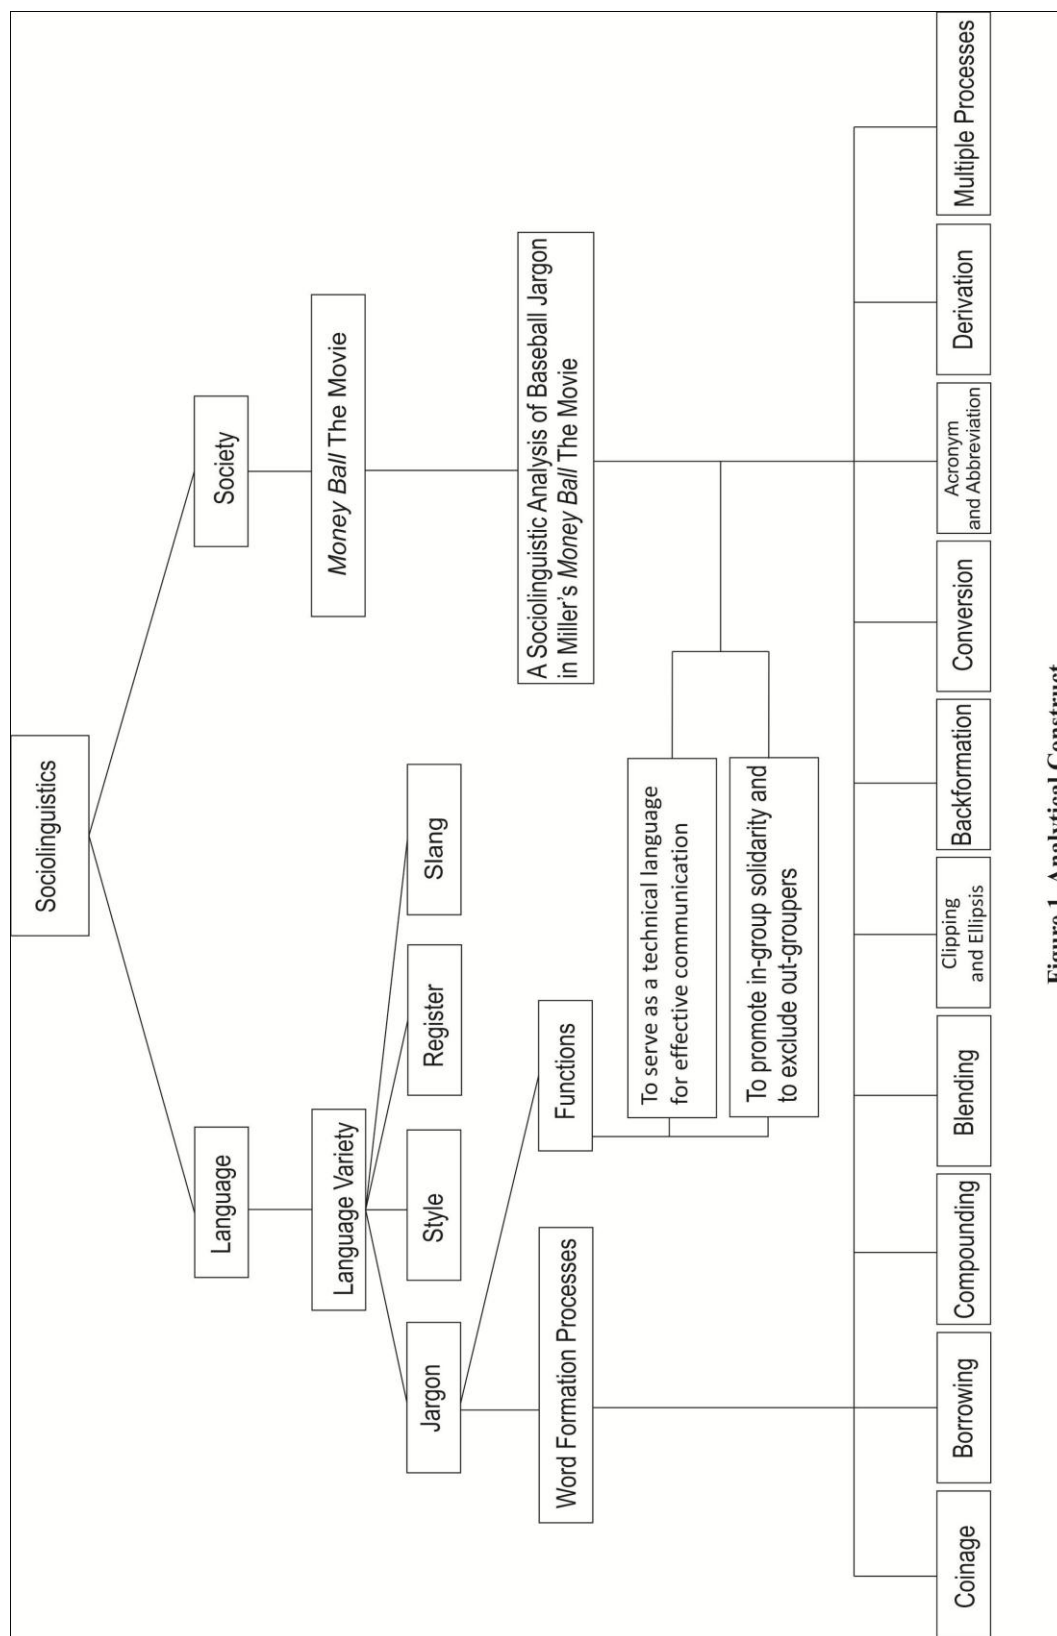 Sociolinguistics
Language
Society
Language Variety
Money Ball The Movie
Jargon
Style
Register
Slang
Word Formation Processes
Functions
A Sociolinguistic Analysis of Baseball Jargon
in Miller’s Money Ball The Movie
To serve as a technical language
for effective communication
To promote in-group solidarity and
to exclude out-groupers
Coinage
Borrowing
Compounding
Blending
Clipping
and Ellipsis
Backformation
Conversion
Acronym
and Abbreviation
Derivation
Multiple Processes
Figure 1. Analytical Construct